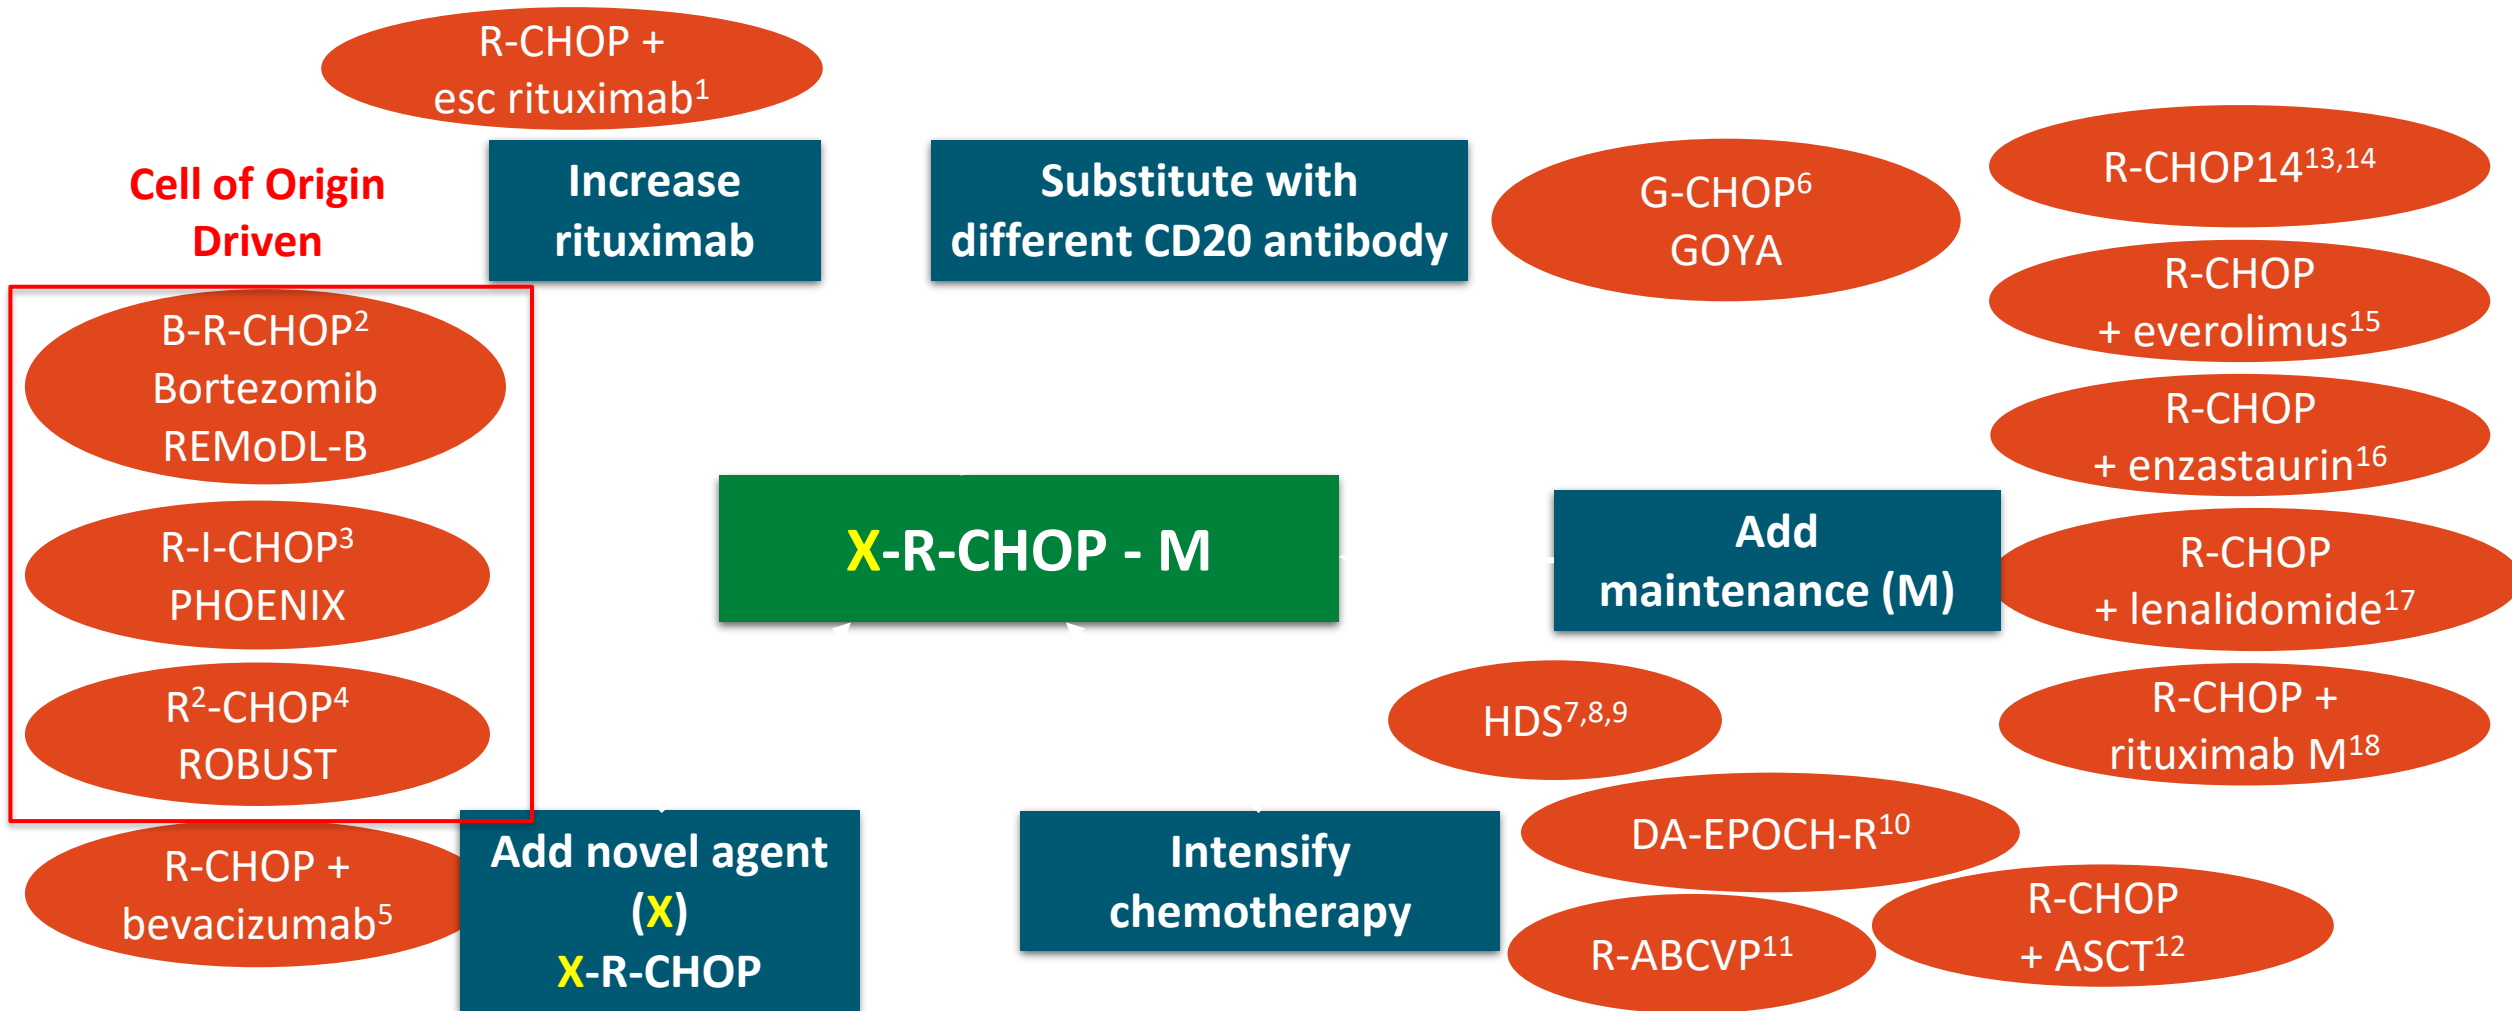 R-CHOP +
esc rituximab¹
Cell of Origin
Driven
Increase
rituximab
Substitute with
different CD20 antibody
G-CHOP⁶
GOYA
R-CHOP14¹³,¹⁴
R-CHOP
+ everolimus¹⁵
R-CHOP
+ enzastaurin¹⁶
B-R-CHOP²
Bortezomib
REMoDL-B
R-I-CHOP³
PHOENIX
R²-CHOP⁴
ROBUST
X-R-CHOP - M
Add
maintenance (M)
R-CHOP
+ lenalidomide¹⁷
R-CHOP +
rituximab M¹⁸
HDS⁷,⁸,⁹
DA-EPOCH-R¹⁰
R-ABCVP¹¹
R-CHOP
+ ASCT¹²
R-CHOP +
bevacizumab⁵
Add novel agent
(X)
X-R-CHOP
Intensify
chemotherapy